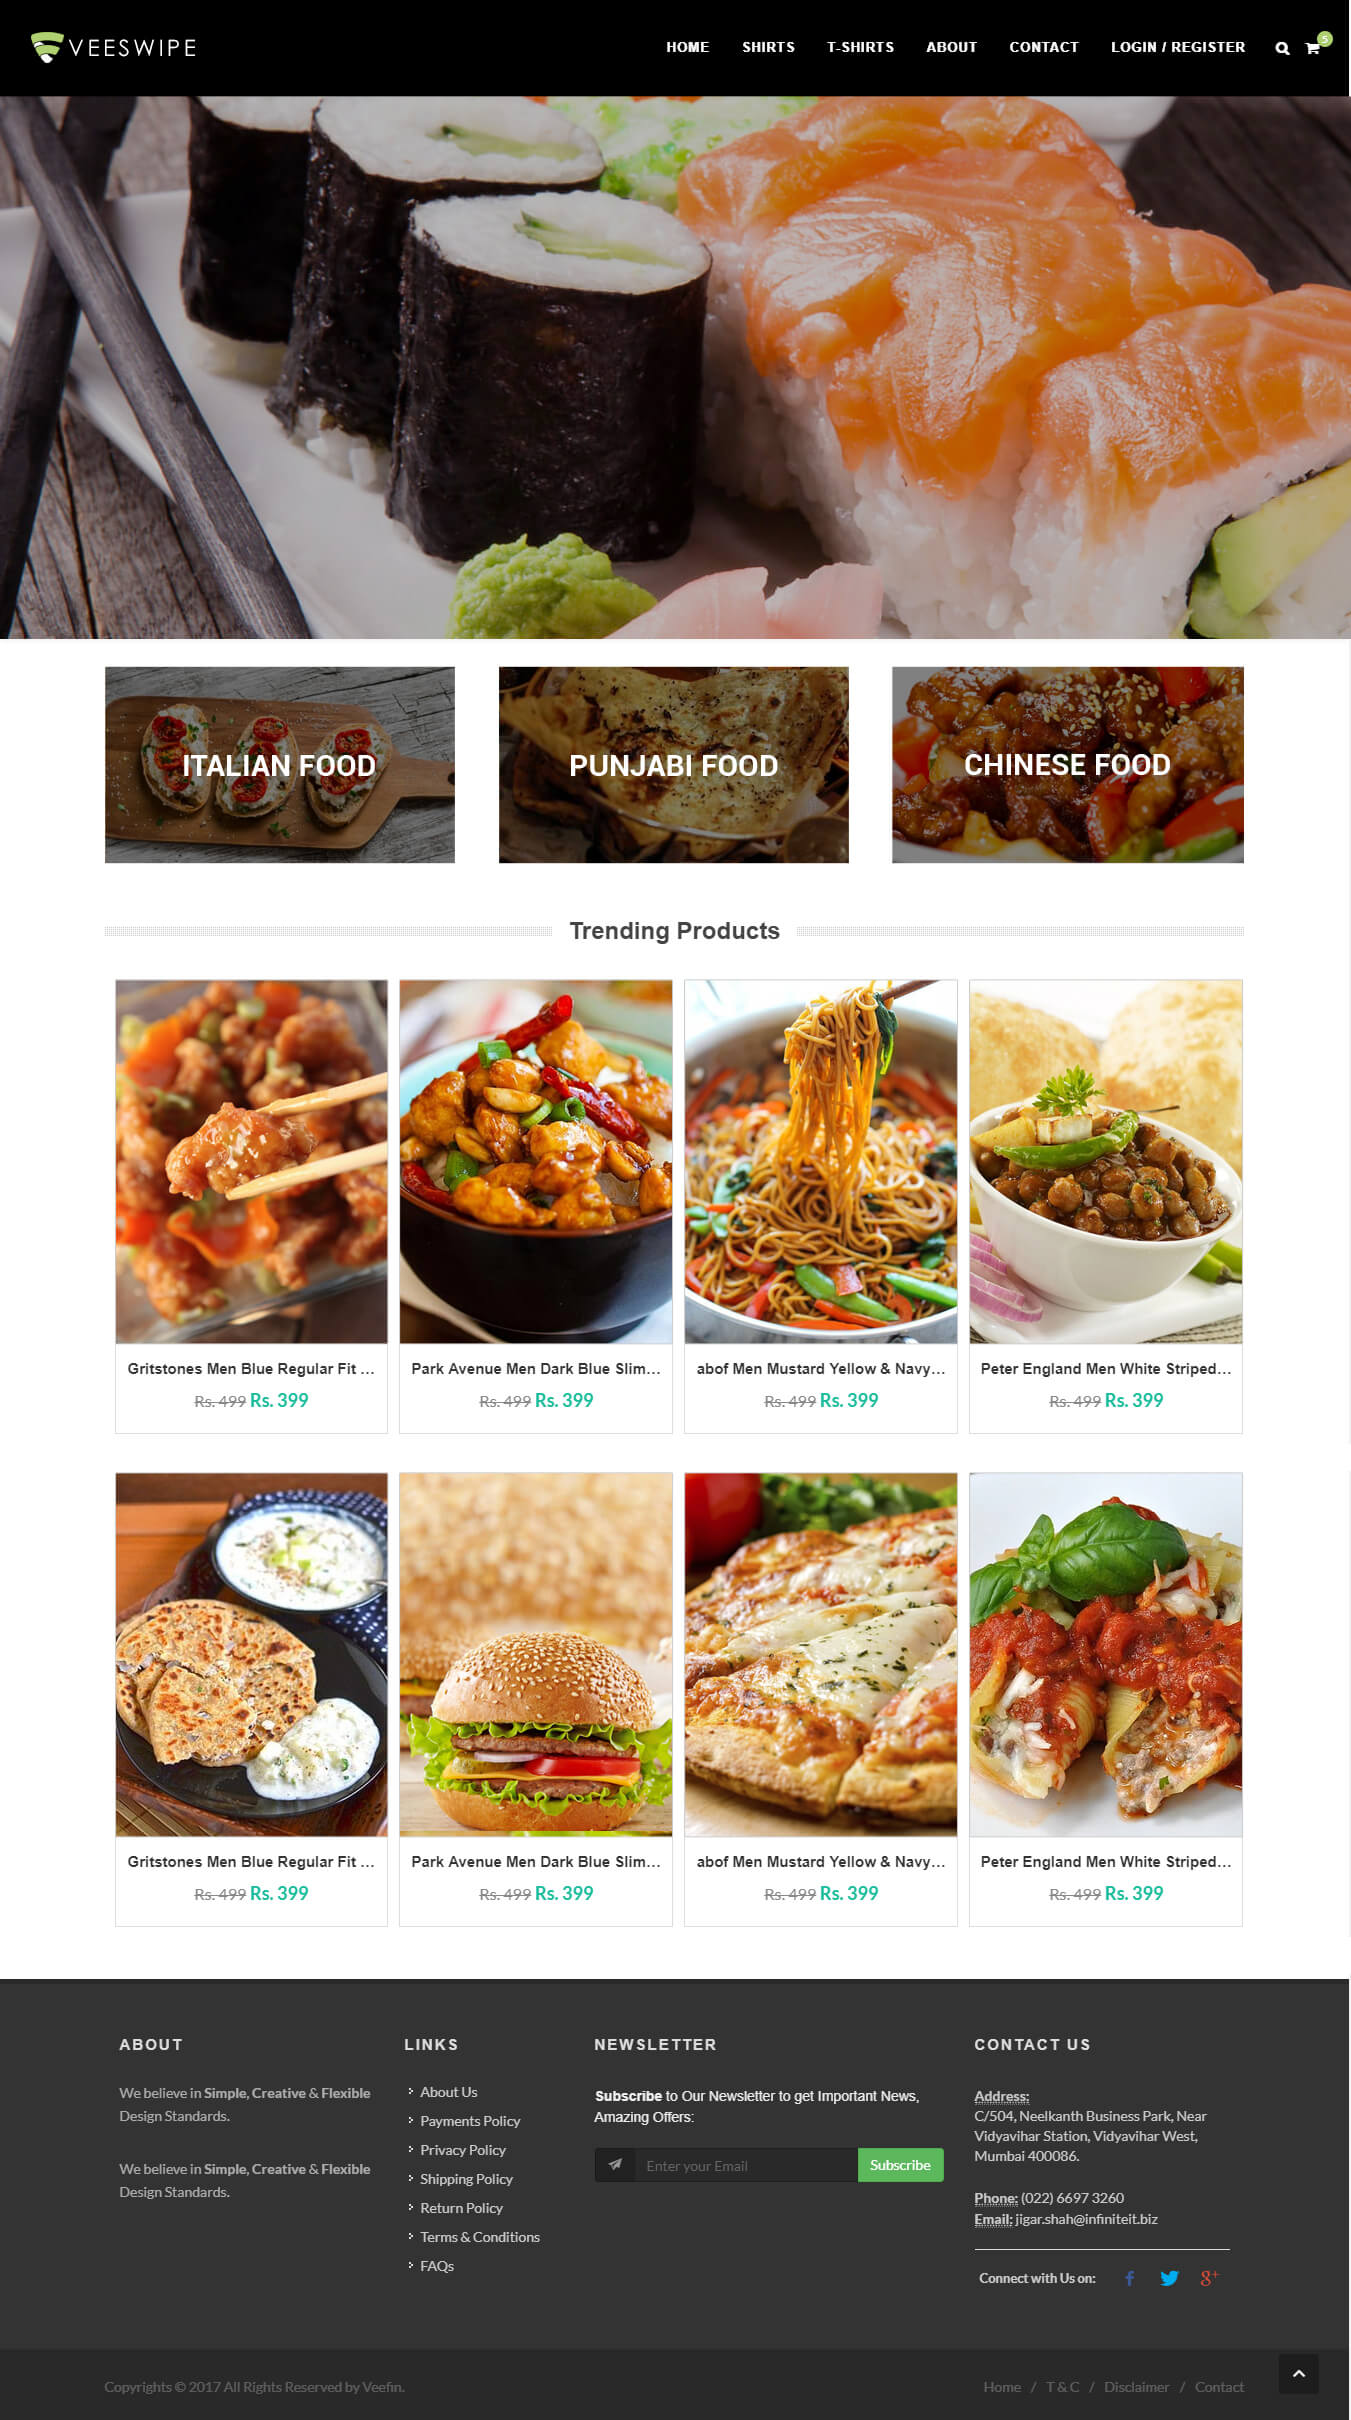 VEESWIPE
HOME SHIRTS T-SHIRTS ABOUT CONTACT LOGIN / REGISTER 5
ITALIAN FOOD
PUNJABI FOOD
CHINESE FOOD
Trending Products
Gritstones Men Blue Regular Fit ...
Rs. 499 Rs. 399
Park Avenue Men Dark Blue Slim...
Rs. 499 Rs. 399
abof Men Mustard Yellow & Navy...
Rs. 499 Rs. 399
Peter England Men White Striped...
Rs. 499 Rs. 399
Gritstones Men Blue Regular Fit ...
Rs. 499 Rs. 399
Park Avenue Men Dark Blue Slim...
Rs. 499 Rs. 399
abof Men Mustard Yellow & Navy...
Rs. 499 Rs. 399
Peter England Men White Striped...
Rs. 499 Rs. 399
ABOUT
We believe in Simple, Creative & Flexible
Design Standards.
We believe in Simple, Creative & Flexible
Design Standards.
LINKS
About Us
Payments Policy
Privacy Policy
Shipping Policy
Return Policy
Terms & Conditions
FAQs
NEWSLETTER
Subscribe to Our Newsletter to get Important News,
Amazing Offers:
Enter your Email Subscribe
CONTACT US
Address:
C/504, Neelkanth Business Park, Near
Vidyavihar Station, Vidyavihar West,
Mumbai 400086.
Phone: (022) 6697 3260
Email: jigar.shah@infiniteit.biz
Connect with Us on:
Copyrights © 2017 All Rights Reserved by Veefin.
Home / T & C / Disclaimer / Contact